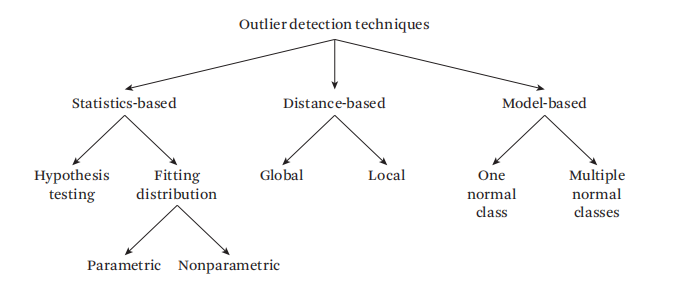 Outlier detection techniques
Statistics-based
Distance-based
Model-based
Hypothesis
testing
Fitting
distribution
Global
Local
One
normal
class
Multiple
normal
classes
Parametric
Nonparametric